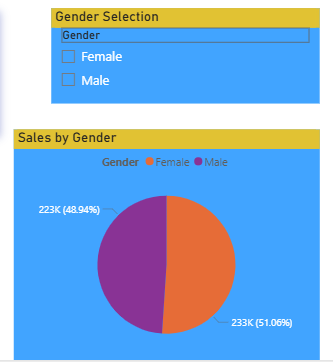 Gender Selection
Gender
Female
Male
Sales by Gender
Gender Female Male
223K (48.94%)
233K (51.06%)